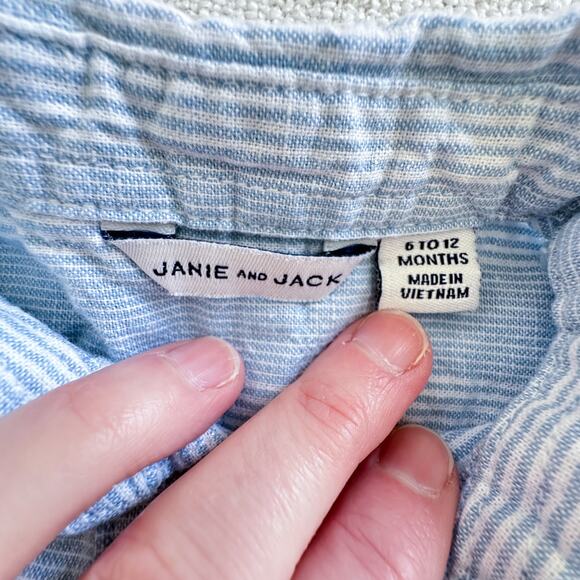 JANIE AND JACK
6 TO 12
MONTHS
MADE IN
VIETNAM